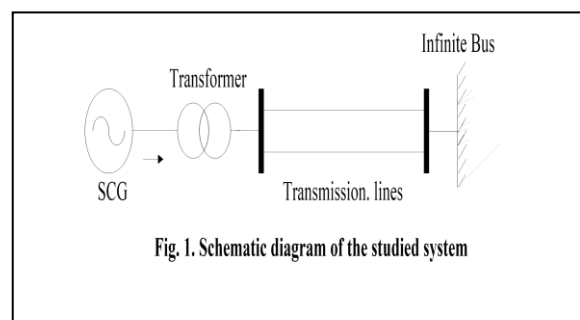 Infinite Bus
Transformer
SCG
Transmission. lines
Fig. 1. Schematic diagram of the studied system